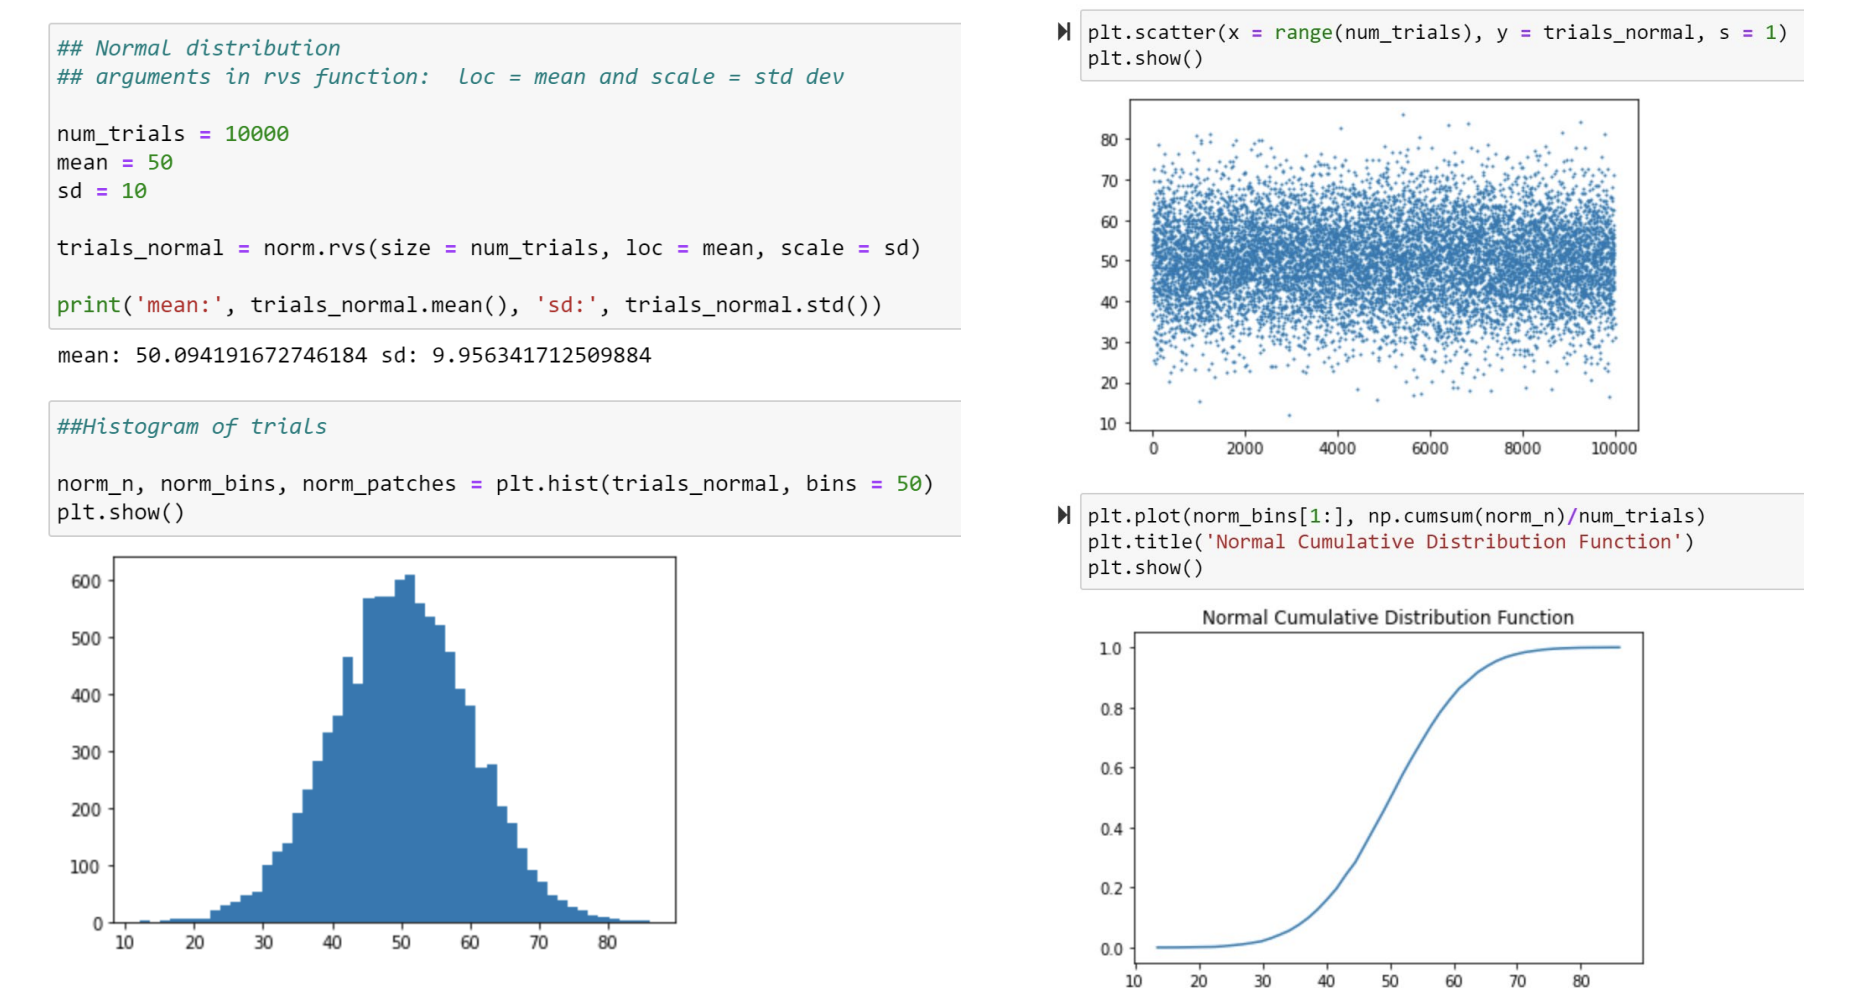 ## Normal distribution
## arguments in rvs function:  loc = mean and scale = std dev
num_trials = 10000
mean = 50
sd = 10
trials_normal = norm.rvs(size = num_trials, loc = mean, scale = sd)
print('mean:', trials_normal.mean(), 'sd:', trials_normal.std())
mean: 50.094191672746184 sd: 9.956341712509884
##Histogram of trials
norm_n, norm_bins, norm_patches = plt.hist(trials_normal, bins = 50)
plt.show()
600
500
400
300
200
100
0
10 20 30 40 50 60 70 80
plt.scatter(x = range(num_trials), y = trials_normal, s = 1)
plt.show()
80
70
60
50
40
30
20
10
0 2000 4000 6000 8000 10000
plt.plot(norm_bins[1:], np.cumsum(norm_n)/num_trials)
plt.title('Normal Cumulative Distribution Function')
plt.show()
Normal Cumulative Distribution Function
1.0
0.8
0.6
0.4
0.2
0.0
10 20 30 40 50 60 70 80